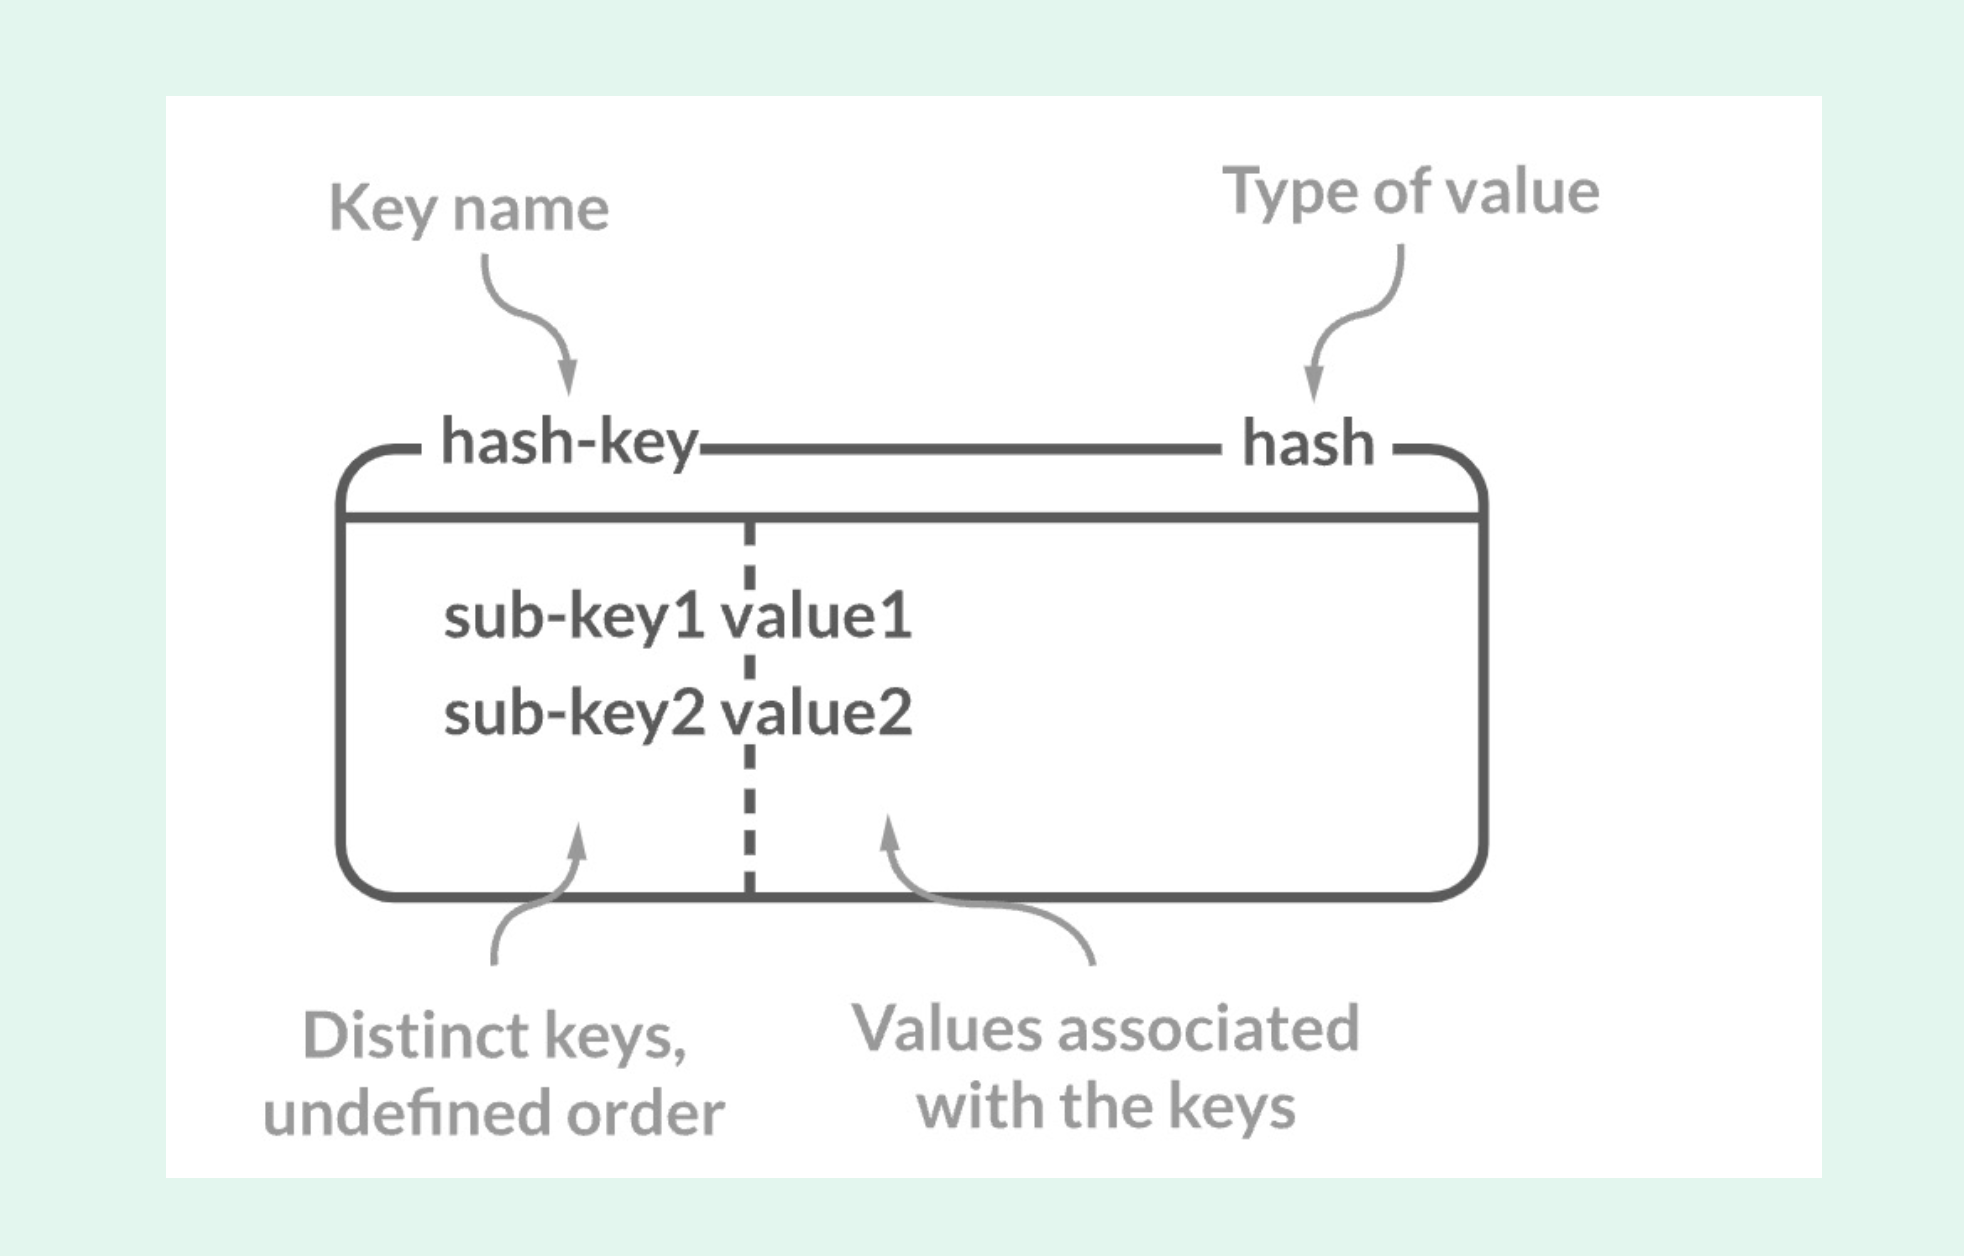 Key name
Type of value
hash-key
hash
sub-key1 value1
sub-key2 value2
Distinct keys,
undefined order
Values associated
with the keys